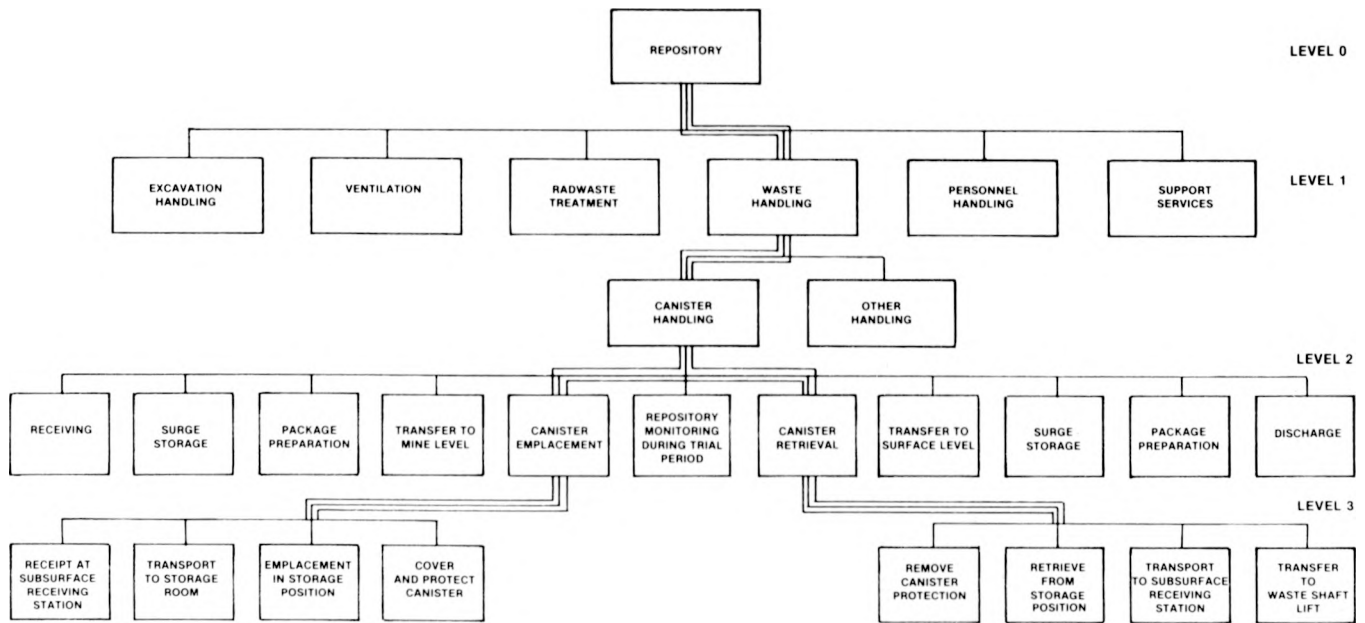 REPOSITORY
LEVEL 0
EXCAVATION
HANDLING
VENTILATION
RADWASTE
TREATMENT
WASTE
HANDLING
PERSONNEL
HANDLING
SUPPORT
SERVICES
LEVEL 1
CANISTER
HANDLING
OTHER
HANDLING
LEVEL 2
RECEIVING
SURGE
STORAGE
PACKAGE
PREPARATION
TRANSFER TO
MINE LEVEL
CANISTER
EMPLACEMENT
REPOSITORY
MONITORING
DURING TRIAL
PERIOD
CANISTER
RETRIEVAL
TRANSFER TO
SURFACE LEVEL
SURGE
STORAGE
PACKAGE
PREPARATION
DISCHARGE
LEVEL 3
RECEIPT AT
SUBSURFACE
RECEIVING
STATION
TRANSPORT
TO STORAGE
ROOM
EMPLACEMENT
IN STORAGE
POSITION
COVER
AND PROTECT
CANISTER
REMOVE
CANISTER
PROTECTION
RETRIEVE
FROM
STORAGE
POSITION
TRANSPORT
TO SUBSURFACE
RECEIVING
STATION
TRANSFER
TO
WASTE SHAFT
LIFT